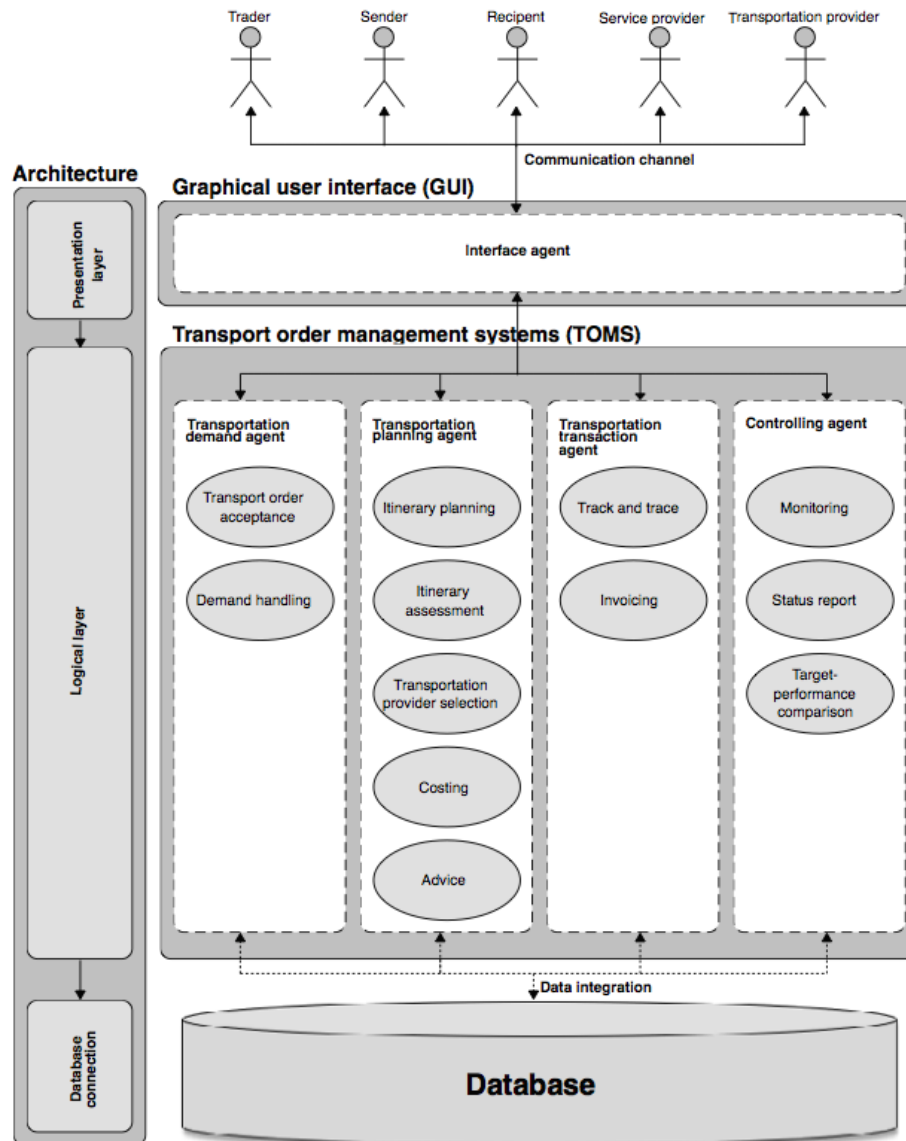 Trader
Sender
Recipent
Service provider
Transportation provider
Communication channel
Architecture
Graphical user interface (GUI)
Presentation
layer
Interface agent
Transport order management systems (TOMS)
Logical layer
Transportation
demand agent
Transport order
acceptance
Demand handling
Transportation
planning agent
Itinerary planning
Itinerary
assessment
Transportation
provider selection
Costing
Advice
Transportation
transaction
agent
Track and trace
Invoicing
Controlling agent
Monitoring
Status report
Target-
performance
comparison
Data integration
Database
connection
Database